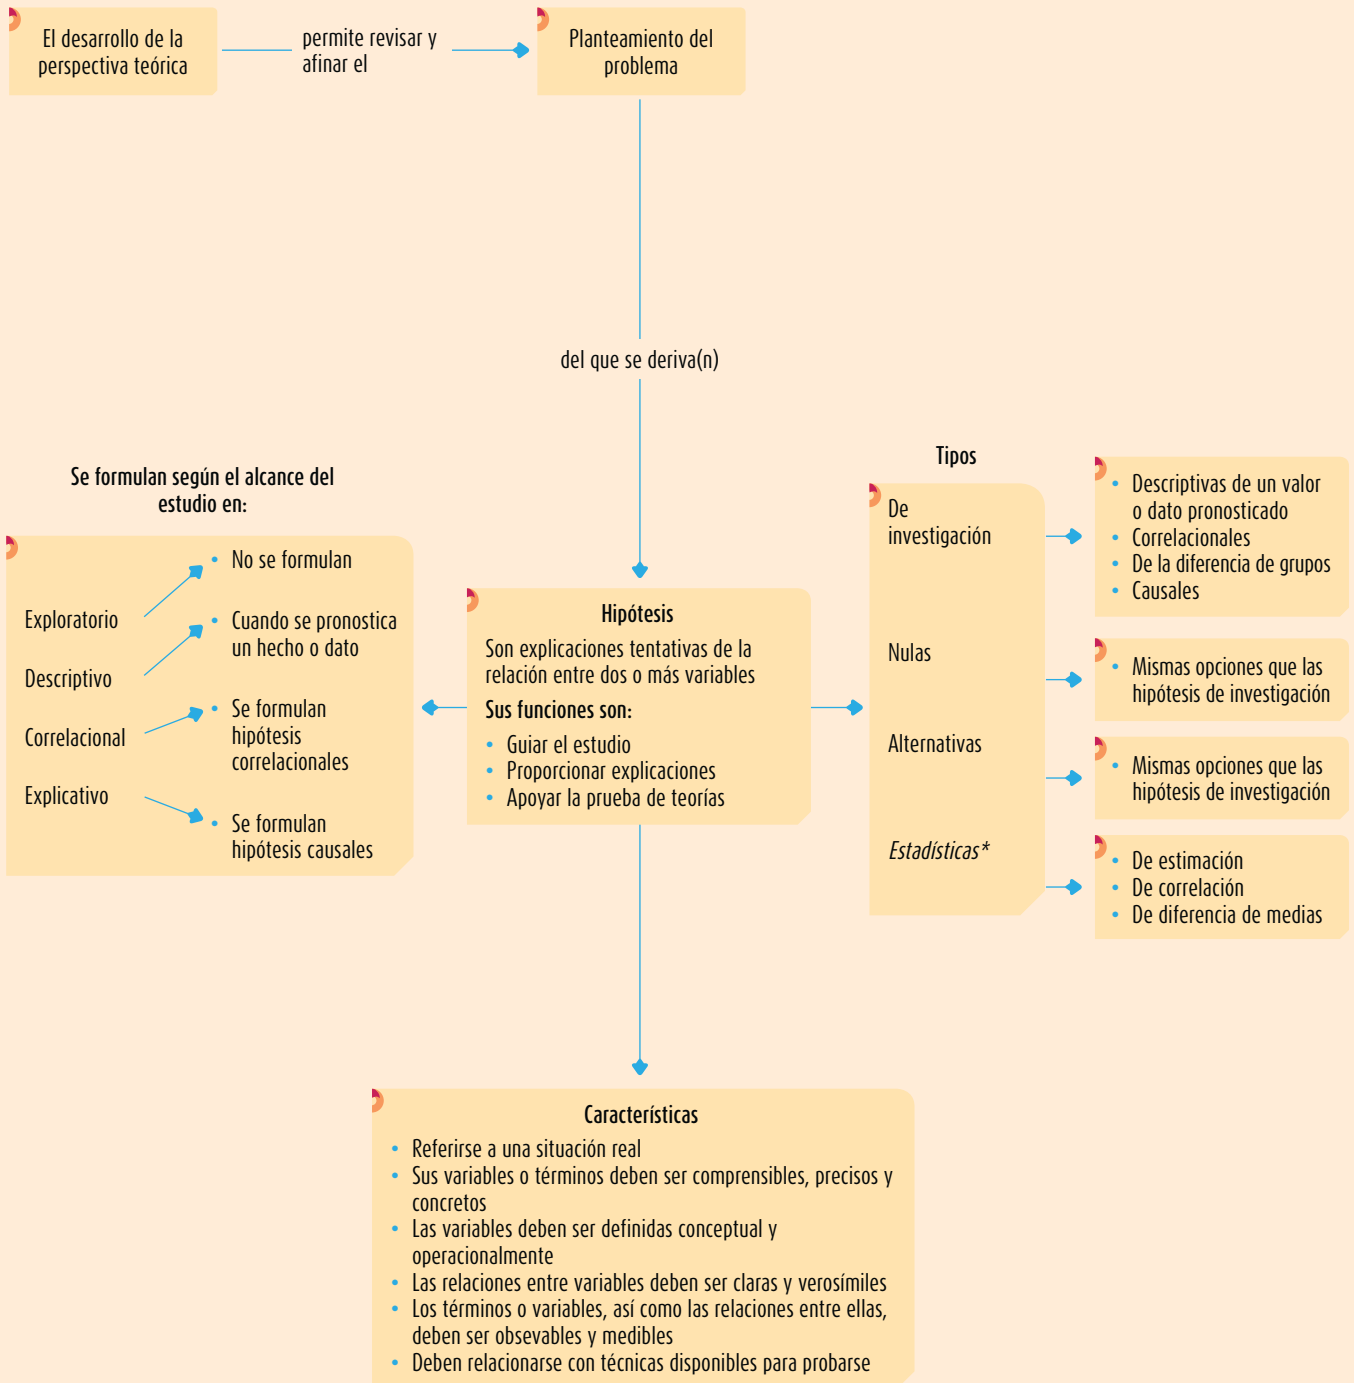 El desarrollo de la
perspectiva teórica
permite revisar y
afinar el
Planteamiento del
problema
del que se deriva(n)
Se formulan según el alcance del
estudio en:
Exploratorio
Descriptivo
Correlacional
Explicativo
• No se formulan
• Cuando se pronostica
un hecho o dato
• Se formulan
hipótesis
correlacionales
• Se formulan
hipótesis causales
Hipótesis
Son explicaciones tentativas de la
relación entre dos o más variables
Sus funciones son:
• Guiar el estudio
• Proporcionar explicaciones
• Apoyar la prueba de teorías
Tipos
De
investigación
Nulas
Alternativas
Estadísticas*
• Descriptivas de un valor
o dato pronosticado
• Correlacionales
• De la diferencia de grupos
• Causales
• Mismas opciones que las
hipótesis de investigación
• Mismas opciones que las
hipótesis de investigación
• De estimación
• De correlación
• De diferencia de medias
Características
• Referirse a una situación real
• Sus variables o términos deben ser comprensibles, precisos y
concretos
• Las variables deben ser definidas conceptual y
operacionalmente
• Las relaciones entre variables deben ser claras y verosímiles
• Los términos o variables, así como las relaciones entre ellas,
deben ser obsevables y medibles
• Deben relacionarse con técnicas disponibles para probarse